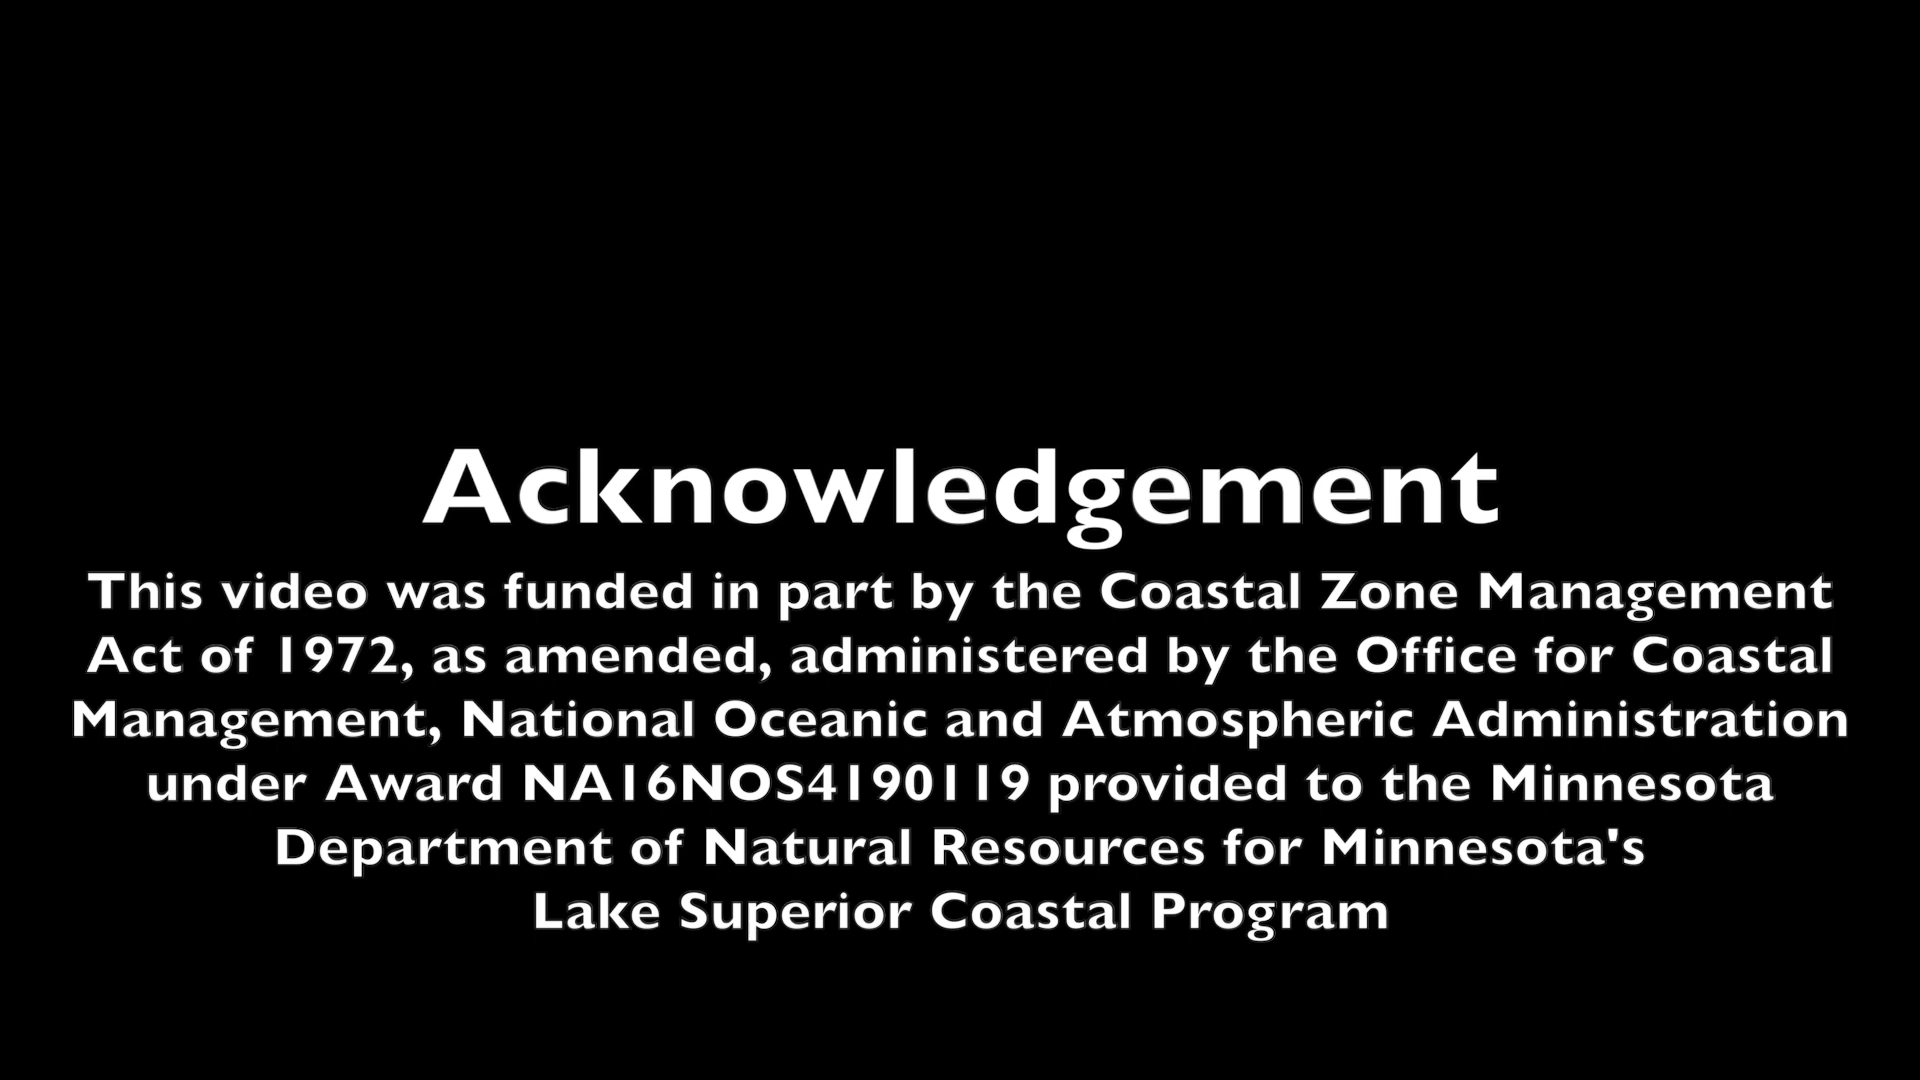 Acknowledgement
This video was funded in part by the Coastal Zone Management
Act of 1972, as amended, administered by the Office for Coastal
Management, National Oceanic and Atmospheric Administration
under Award NA16NOS4190119 provided to the Minnesota
Department of Natural Resources for Minnesota's
Lake Superior Coastal Program